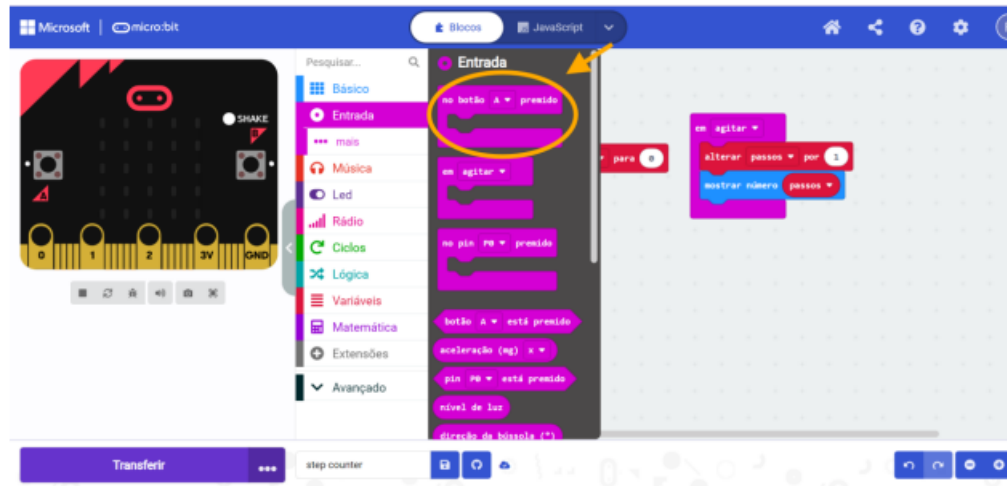 Microsoft | micro:bit
Blocos
JavaScript
SHAKE
B
A
0 1 2 3V GND
Pesquisar...
Básico
Entrada
mais
Música
Led
Rádio
Ciclos
Lógica
Variáveis
Matemática
Extensões
Avançado
Entrada
no botão A premido
em agitar
no pin P0 premido
botão A está premido
aceleração (mg) x
pin P0 está premido
nível de luz
direção da bússola (°)
para 0
em agitar
alterar passos por 1
mostrar número passos
Transferir
step counter